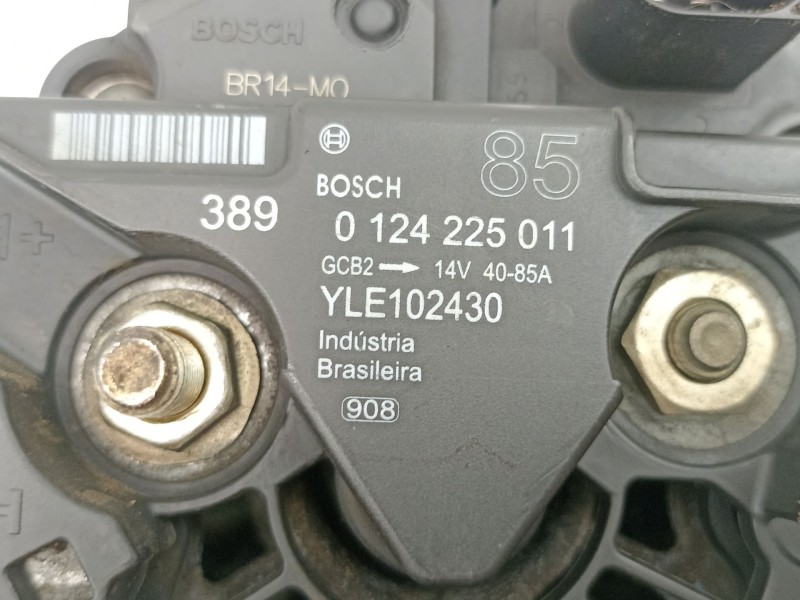 BOSCH
BR14-MO
85
BOSCH
389
0 124 225 011
GCB2 → 14V 40-85A
YLE102430
Indústria
Brasileira
908